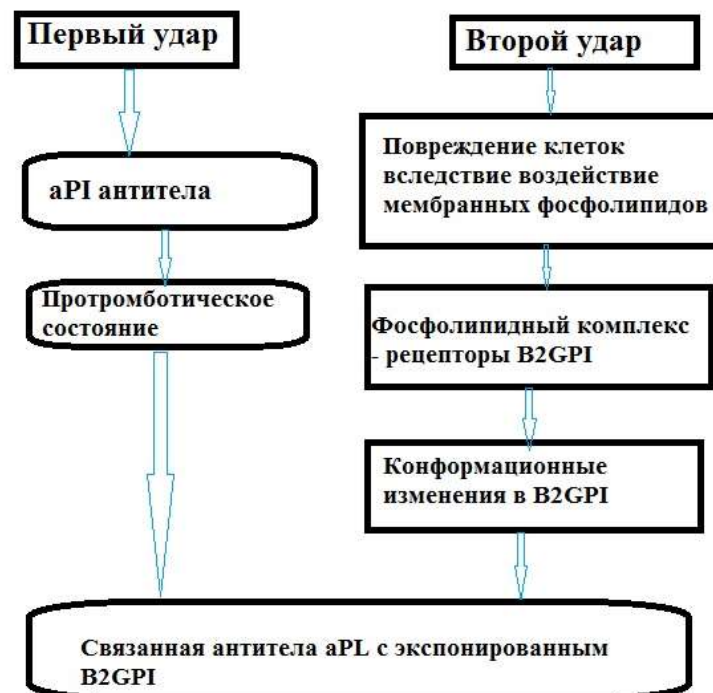 Первый удар
аPI антитела
Протромботическое
состояние
Второй удар
Повреждение клеток
вследствие воздействие
мембранных фосфолипидов
Фосфолипидный комплекс
- рецепторы B2GPI
Конформационные
изменения в B2GPI
Связанная антитела aPL с экспонированным
B2GPI